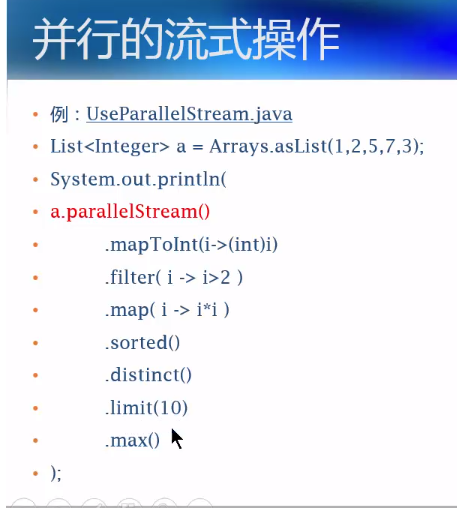 并行的流式操作
• 例：UseParallelStream.java
• List<Integer> a = Arrays.asList(1,2,5,7,3);
• System.out.println(
• a.parallelStream()
• .mapToInt(i->(int)i)
• .filter( i -> i>2 )
• .map( i -> i*i )
• .sorted()
• .distinct()
• .limit(10)
• .max()
• );